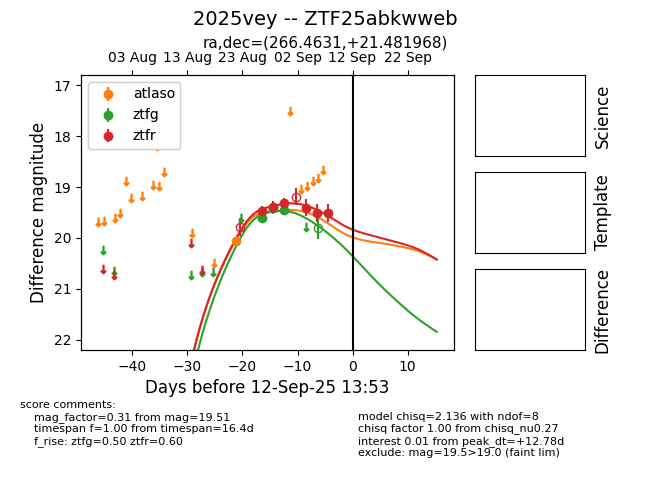 2025vey -- ZTF25abkwweb
ra,dec=(266.4631,+21.481968)
03 Aug 13 Aug 23 Aug 02 Sep 12 Sep 22 Sep
17
18
19
20
21
22
Difference magnitude
atlaso
ztfg
ztfr
−40 −30 −20 −10 0 10
Days before 12-Sep-25 13:53
Science
Template
Difference
score comments:
mag_factor=0.31 from mag=19.51
timespan f=1.00 from timespan=16.4d
f_rise: ztfg=0.50 ztfr=0.60
model chisq=2.136 with ndof=8
chisq factor 1.00 from chisq_nu0.27
interest 0.01 from peak_dt=+12.78d
exclude: mag=19.5>19.0 (faint lim)